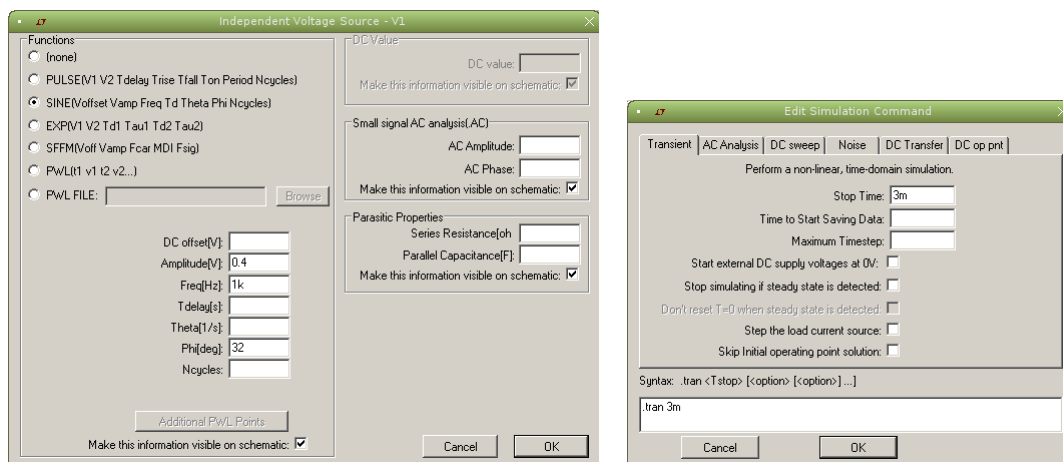 Independent Voltage Source - V1
Functions
(none)
PULSE(V1 V2 Tdelay Trise Tfall Ton Period Ncycles)
SINE(Voffset Vamp Freq Td Theta Phi Ncycles)
EXP(V1 V2 Td1 Tau1 Td2 Tau2)
SFFM(Voff Vamp Fcar MDI Fsig)
PWL(t1 v1 t2 v2...)
PWL FILE:
Browse
DC offset[V]:
Amplitude[V]: 0.4
Freq[Hz]: 1k
Tdelay[s]:
Theta[1/s]:
Phi[deg]: 32
Ncycles:
Additional PWL Points
Make this information visible on schematic:
DC Value
DC value:
Make this information visible on schematic:
Small signal AC analysis(.AC)
AC Amplitude:
AC Phase:
Make this information visible on schematic:
Parasitic Properties
Series Resistance[oh
Parallel Capacitance[F]:
Make this information visible on schematic:
Cancel OK
Edit Simulation Command
Transient AC Analysis DC sweep Noise DC Transfer DC op pnt
Perform a non-linear, time-domain simulation.
Stop Time: 3m
Time to Start Saving Data:
Maximum Timestep:
Start external DC supply voltages at 0V:
Stop simulating if steady state is detected:
Don't reset T=0 when steady state is detected:
Step the load current source:
Skip Initial operating point solution:
Syntax: .tran <Tstop> [<option> [<option>] ...]
.tran 3m
Cancel OK